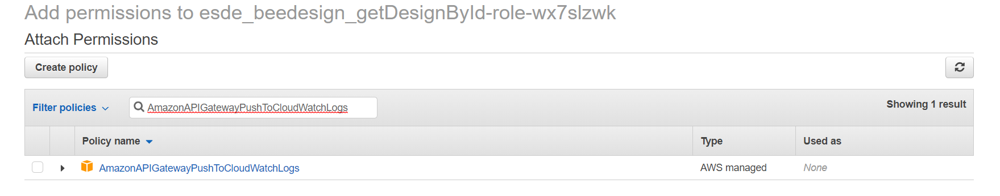 Add permissions to esde_beedesign_getDesignById-role-wx7slzwk
Attach Permissions
Create policy
Filter policies
AmazonAPIGatewayPushToCloudWatchLogs
Showing 1 result
Policy name
Type
Used as
AmazonAPIGatewayPushToCloudWatchLogs
AWS managed
None